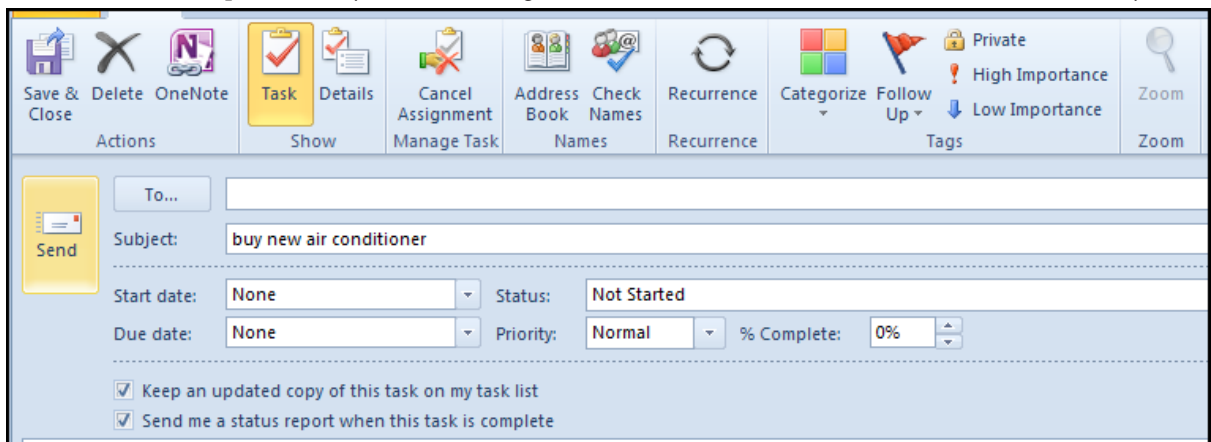 Save & Close
Delete
OneNote
Task
Details
Cancel Assignment
Address Book
Check Names
Recurrence
Categorize
Follow Up
Private
High Importance
Low Importance
Zoom
Actions
Show
Manage Task
Names
Recurrence
Tags
Zoom
Send
To...
Subject: buy new air conditioner
Start date: None Status: Not Started
Due date: None Priority: Normal % Complete: 0%
Keep an updated copy of this task on my task list
Send me a status report when this task is complete